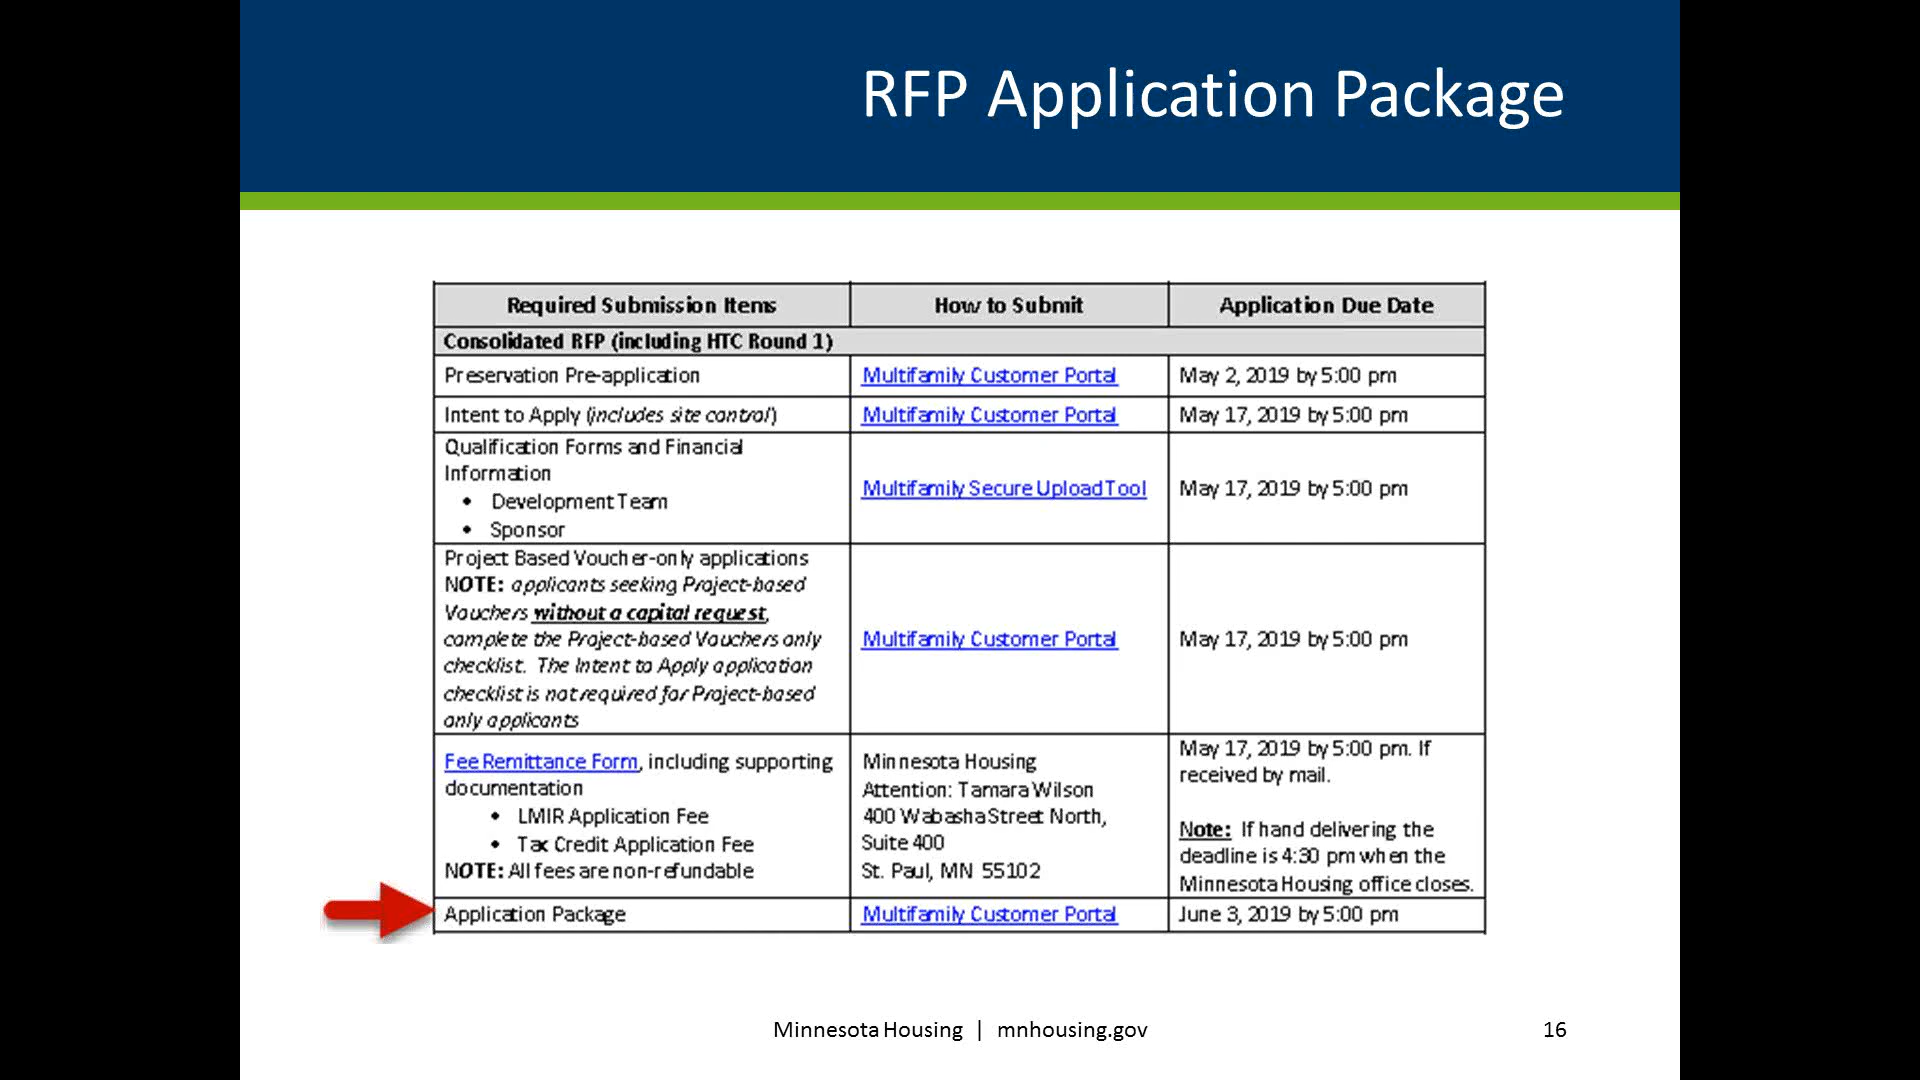 RFP Application Package
Required Submission Items
How to Submit
Application Due Date
Consolidated RFP (including HTC Round 1)
Preservation Pre-application
Multifamily Customer Portal
May 2, 2019 by 5:00 pm
Intent to Apply (includes site control)
Multifamily Customer Portal
May 17, 2019 by 5:00 pm
Qualification Forms and Financial
Information
• Development Team
• Sponsor
Multifamily Secure Upload Tool
May 17, 2019 by 5:00 pm
Project Based Voucher-only applications
NOTE: applicants seeking Project-based
Vouchers without a capital request,
complete the Project-based Vouchers only
checklist. The Intent to Apply application
checklist is not required for Project-based
only applicants
Multifamily Customer Portal
May 17, 2019 by 5:00 pm
Fee Remittance Form, including supporting
documentation
• LMIR Application Fee
• Tax Credit Application Fee
NOTE: All fees are non-refundable
Minnesota Housing
Attention: Tamara Wilson
400 Wabasha Street North,
Suite 400
St. Paul, MN 55102
May 17, 2019 by 5:00 pm. If
received by mail.
Note: If hand delivering the
deadline is 4:30 pm when the
Minnesota Housing office closes.
Application Package
Multifamily Customer Portal
June 3, 2019 by 5:00 pm
Minnesota Housing | mnhousing.gov
16